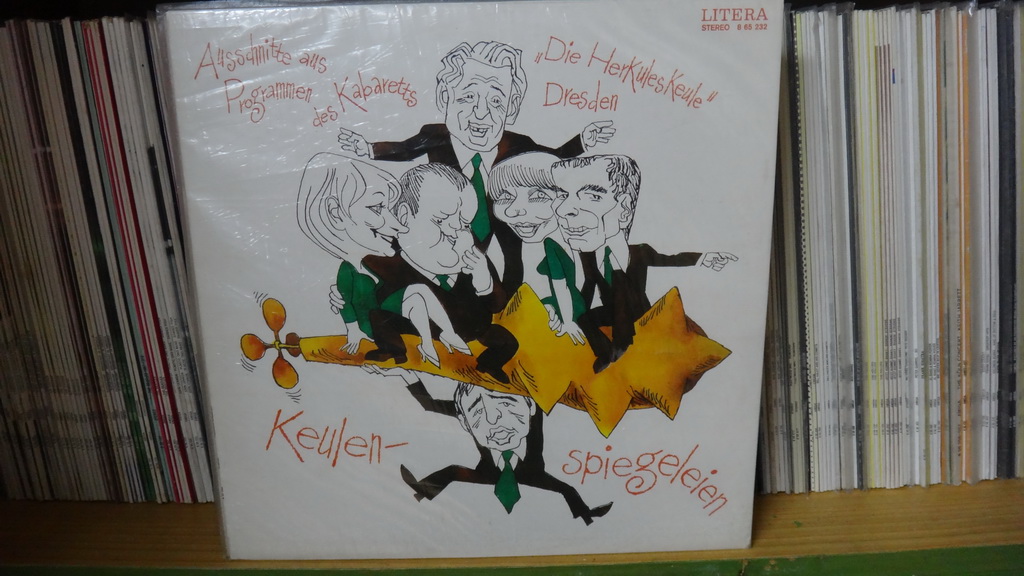 LITERA
STEREO 8 65 232
Ausschnitte aus
Programmen
des Kabaretts
„Die HerkulesKeule”
Dresden
Keulen-
spiegeleien